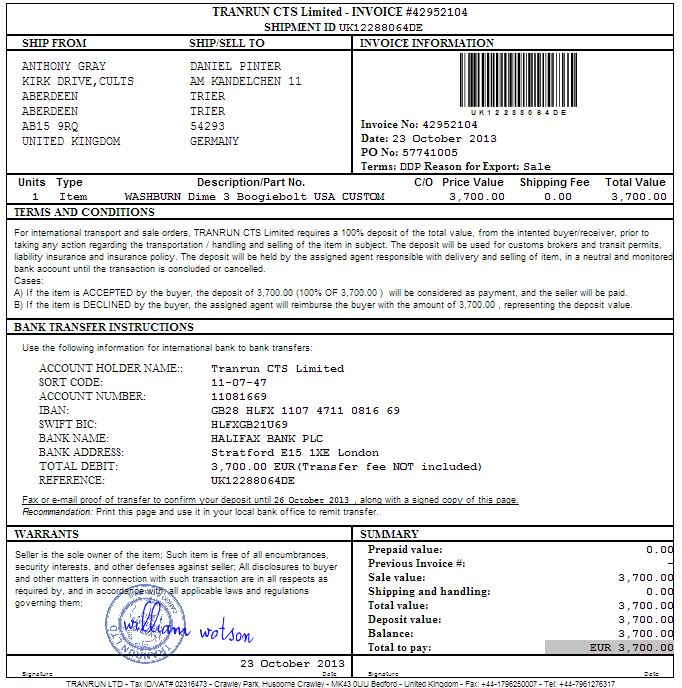 TRANRUN CTS Limited - INVOICE #42952104
SHIPMENT ID UK12288064DE
SHIP FROM SHIP/SELL TO INVOICE INFORMATION
ANTHONY GRAY DANIEL PINTER
KIRK DRIVE,CULTS AM KANDELCHEN 11
ABERDEEN TRIER
ABERDEEN TRIER
AB15 9RQ 54293
UNITED KINGDOM GERMANY
UK12288064DE
Invoice No: 42952104
Date: 23 October 2013
PO No: 57741005
Terms: DDP Reason for Export: Sale
Units Type Description/Part No. C/O Price Value Shipping Fee Total Value
1 Item WASHBURN Dime 3 Boogiebolt USA CUSTOM 3,700.00 0.00 3,700.00
TERMS AND CONDITIONS
For international transport and sale orders, TRANRUN CTS Limited requires a 100% deposit of the total value, from the intented buyer/receiver, prior to
taking any action regarding the transportation / handling and selling of the item in subject. The deposit will be used for customs brokers and transit permits,
liability insurance and insurance policy. The deposit will be held by the assigned agent responsible with delivery and selling of item, in a neutral and monitored
bank account until the transaction is concluded or cancelled.
Cases:
A) If the item is ACCEPTED by the buyer, the deposit of 3,700.00 (100% OF 3,700.00 ) will be considered as payment, and the seller will be paid.
B) If the item is DECLINED by the buyer, the assigned agent will reimburse the buyer with the amount of 3,700.00 , representing the deposit value.
BANK TRANSFER INSTRUCTIONS
Use the following information for international bank to bank transfers:
ACCOUNT HOLDER NAME:: Tranrun CTS Limited
SORT CODE: 11-07-47
ACCOUNT NUMBER: 11081669
IBAN: GB28 HLFX 1107 4711 0816 69
SWIFT BIC: HLFXGB21U69
BANK NAME: HALIFAX BANK PLC
BANK ADDRESS: Stratford E15 1XE London
TOTAL DEBIT: 3,700.00 EUR(Transfer fee NOT included)
REFERENCE: UK12288064DE
Fax or e-mail proof of transfer to confirm your deposit until 26 October 2013 , along with a signed copy of this page.
Recommandation: Print this page and use it in your local bank office to remit transfer.
WARRANTS SUMMARY
Seller is the sole owner of the item; Such item is free of all encumbrances,
security interests, and other defenses against seller; All disclosures to buyer
and other matters in connection with such transaction are in all respects as
required by, and in accordance with, all applicable laws and regulations
governing them;
william watson
TRANRUN LTD
Prepaid value: 0.00
Previous Invoice #: -
Sale value: 3,700.00
Shipping and handling: 0.00
Total value: 3,700.00
Deposit value: 3,700.00
Balance: 3,700.00
Total to pay: EUR 3,700.00
23 October 2013
Signature Date Signature Date
TRANRUN LTD - Tax ID/VAT# 02316473 - Crawley Park, Husborne Crawley - MK43 0UU Bedford - United Kingdom - Fax: +44-1796250007 - Tel: +44-7961276317